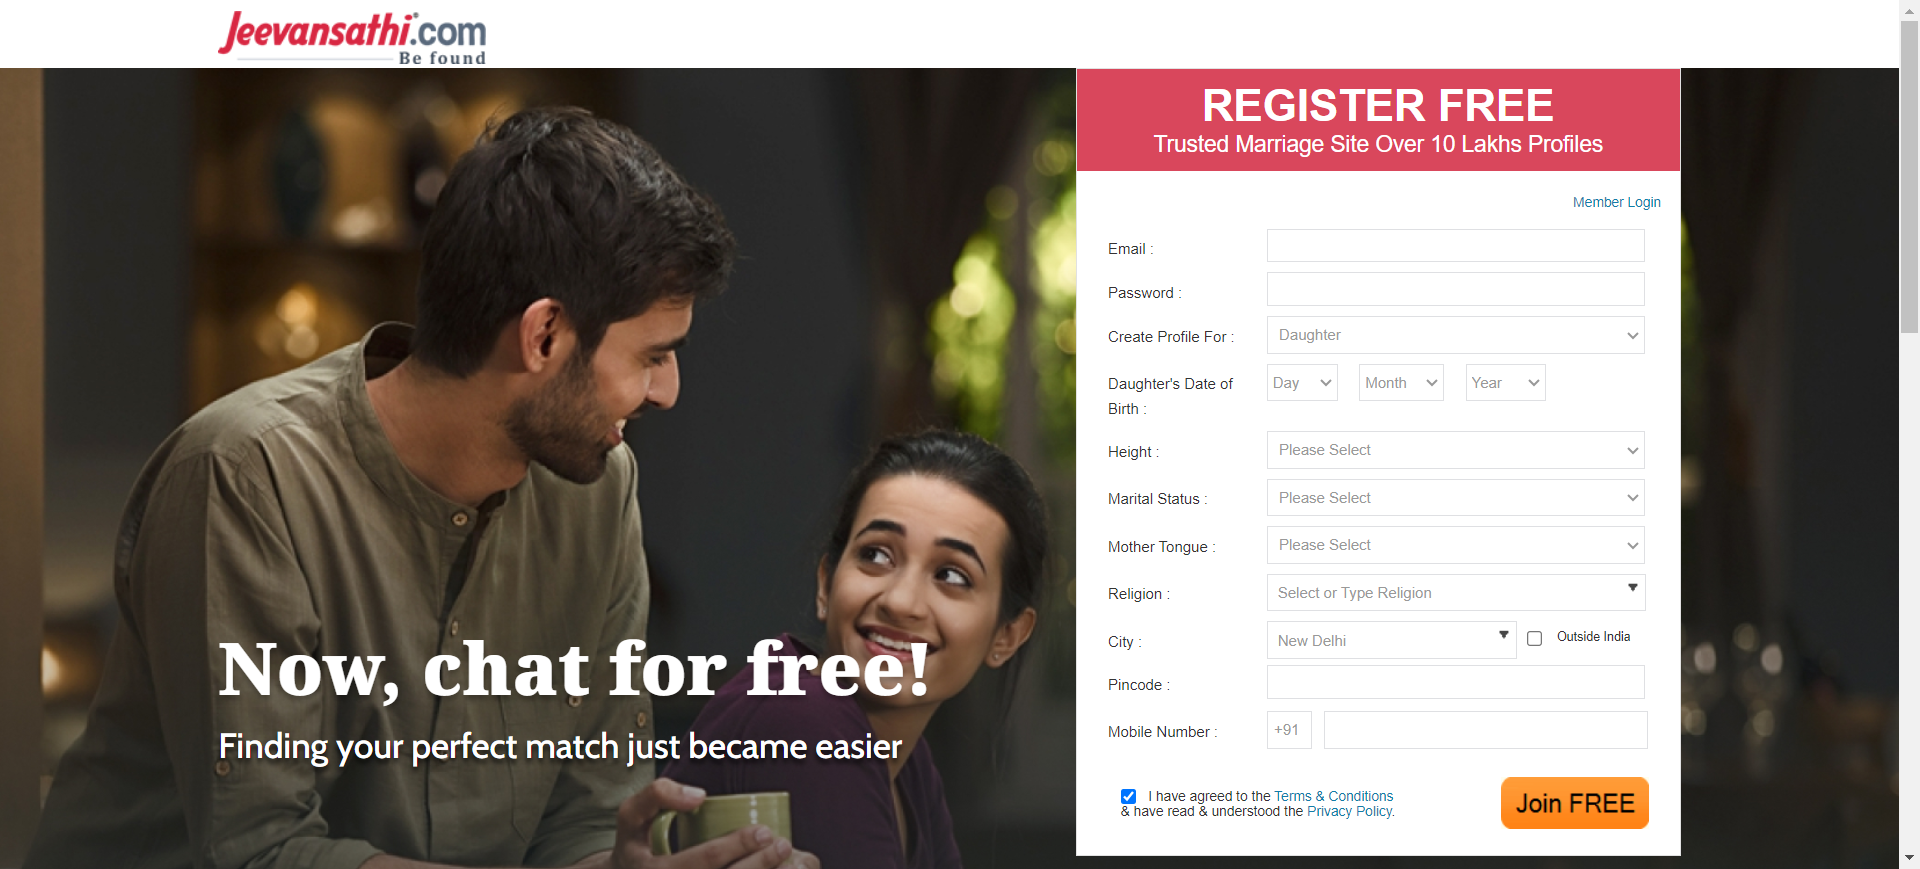 Jeevansathi.com
Be found
REGISTER FREE
Trusted Marriage Site Over 10 Lakhs Profiles
Member Login
Email :
Password :
Create Profile For : Daughter
Daughter's Date of Birth : Day Month Year
Height : Please Select
Marital Status : Please Select
Mother Tongue : Please Select
Religion : Select or Type Religion
City : New Delhi Outside India
Pincode :
Mobile Number : +91
I have agreed to the Terms & Conditions
& have read & understood the Privacy Policy.
Join FREE
Now, chat for free!
Finding your perfect match just became easier